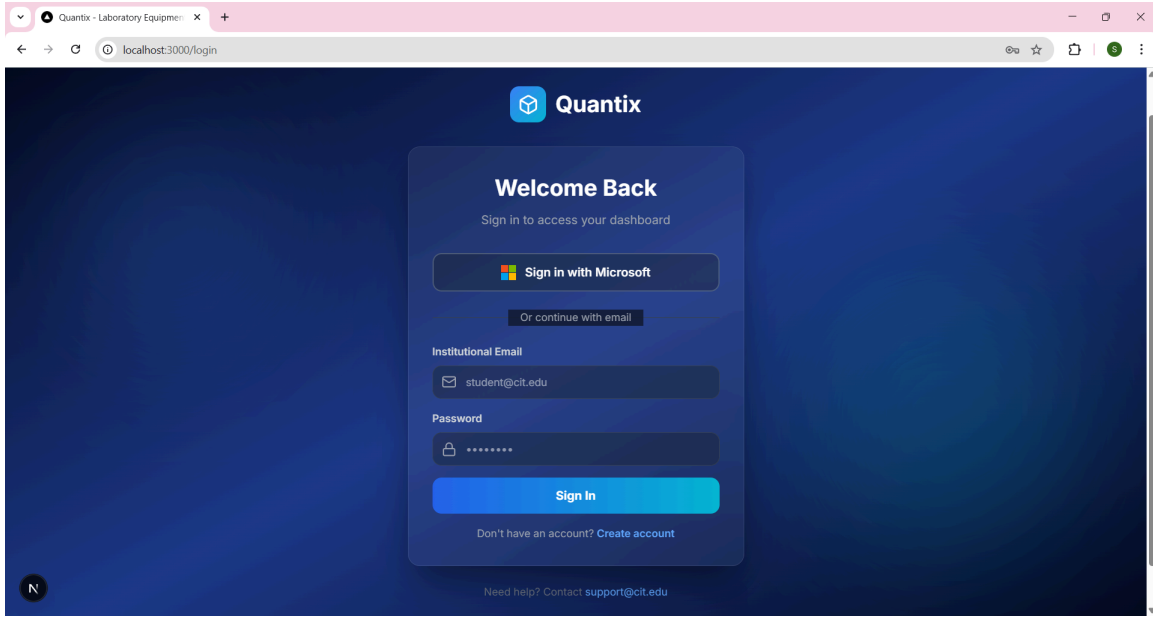 Quantix - Laboratory Equipmen
localhost:3000/login
S
Quantix
Welcome Back
Sign in to access your dashboard
Sign in with Microsoft
Or continue with email
Institutional Email
student@cit.edu
Password
••••••••
Sign In
Don't have an account? Create account
N
Need help? Contact support@cit.edu